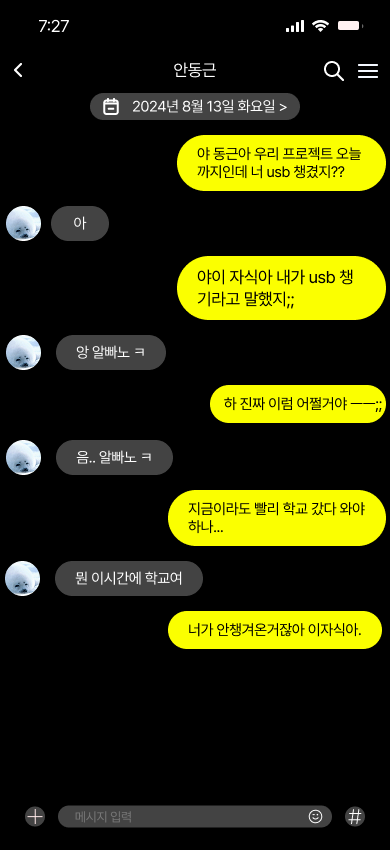 7:27
안동근
2024년 8월 13일 화요일 >
야 동근아 우리 프로젝트 오늘
까지인데 너 usb 챙겼지??
아
야이 자식아 내가 usb 챙
기라고 말했지;;
앙 알빠노 ㅋ
하 진짜 이럼 어쩔거야 ㅡㅡ;;
음.. 알빠노 ㅋ
지금이라도 빨리 학교 갔다 와야
하나...
뭔 이시간에 학교여
너가 안챙겨온거잖아 이자식아.
메시지 입력
#